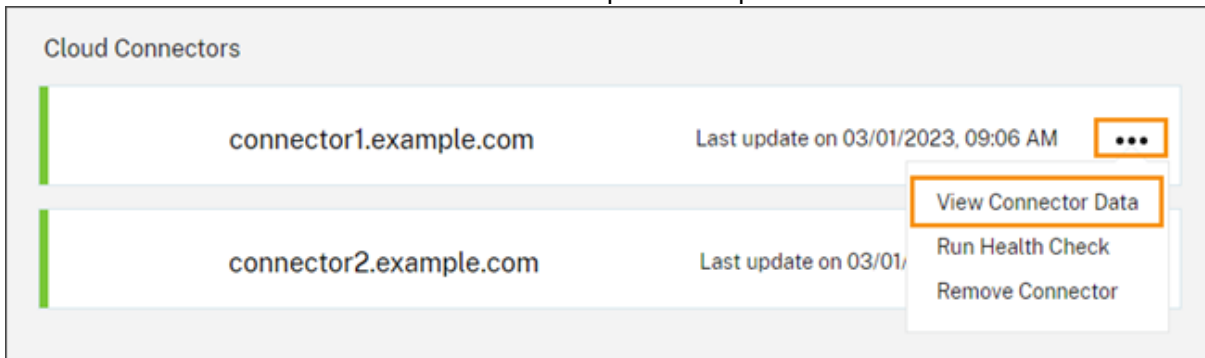 Cloud Connectors
connector1.example.com Last update on 03/01/2023, 09:06 AM •••
View Connector Data
connector2.example.com Last update on 03/01/ Run Health Check
Remove Connector